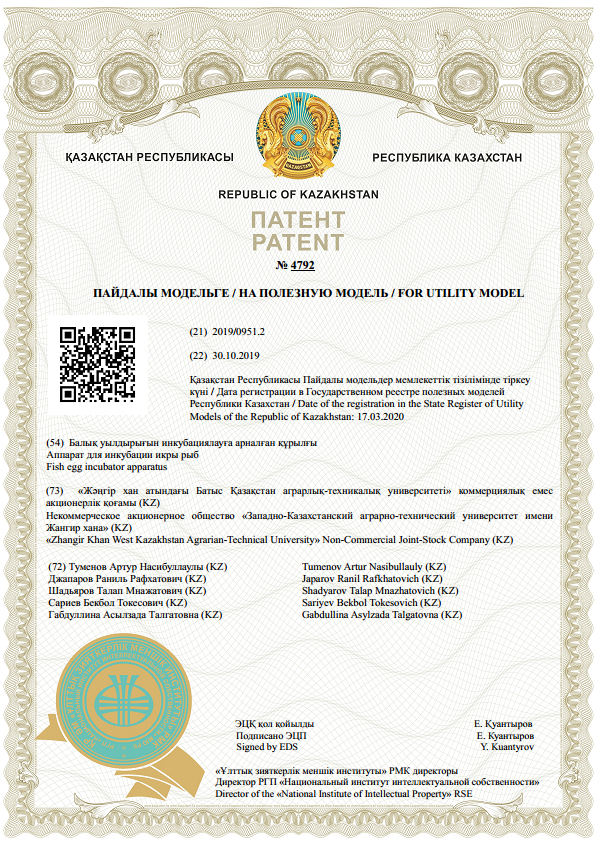 ҚАЗАҚСТАН РЕСПУБЛИКАСЫ
РЕСПУБЛИКА КАЗАХСТАН
REPUBLIC OF KAZAKHSTAN
ПАТЕНТ
PATENT
№ 4792
ПАЙДАЛЫ МОДЕЛЬГЕ / НА ПОЛЕЗНУЮ МОДЕЛЬ / FOR UTILITY MODEL
(21) 2019/0951.2
(22) 30.10.2019
Қазақстан Республикасы Пайдалы модельдер мемлекеттік тізілімінде тіркеу
күні / Дата регистрации в Государственном реестре полезных моделей
Республики Казахстан / Date of the registration in the State Register of Utility
Models of the Republic of Kazakhstan: 17.03.2020
(54) Балық уылдырығын инкубациялауға арналған құрылғы
Аппарат для инкубации икры рыб
Fish egg incubator apparatus
(73) «Жәңгір хан атындағы Батыс Қазақстан аграрлық-техникалық университеті» коммерциялық емес
акционерлік қоғамы (KZ)
Некоммерческое акционерное общество «Западно-Казахстанский аграрно-технический университет имени
Жангир хана» (KZ)
«Zhangir Khan West Kazakhstan Agrarian-Technical University» Non-Commercial Joint-Stock Company (KZ)
(72) Туменов Артур Насибуллаулы (KZ)
Джапаров Раниль Рафхатович (KZ)
Шадьяров Талап Мнажатович (KZ)
Сариев Бекбол Токесович (KZ)
Габдуллина Асылзада Талгатовна (KZ)
Tumenov Artur Nasibullauly (KZ)
Japarov Ranil Rafkhatovich (KZ)
Shadyarov Talap Mnazhatovich (KZ)
Sariyev Bekbol Tokesovich (KZ)
Gabdullina Asylzada Talgatovna (KZ)
ЭЦҚ қол қойылды
Е. Қуантыров
Подписано ЭЦП
Е. Куантыров
Signed by EDS
Y. Kuantyrov
«Ұлттық зияткерлік меншік институты» РМК директоры
Директор РГП «Национальный институт интеллектуальной собственности»
Director of the «National Institute of Intellectual Property» RSE